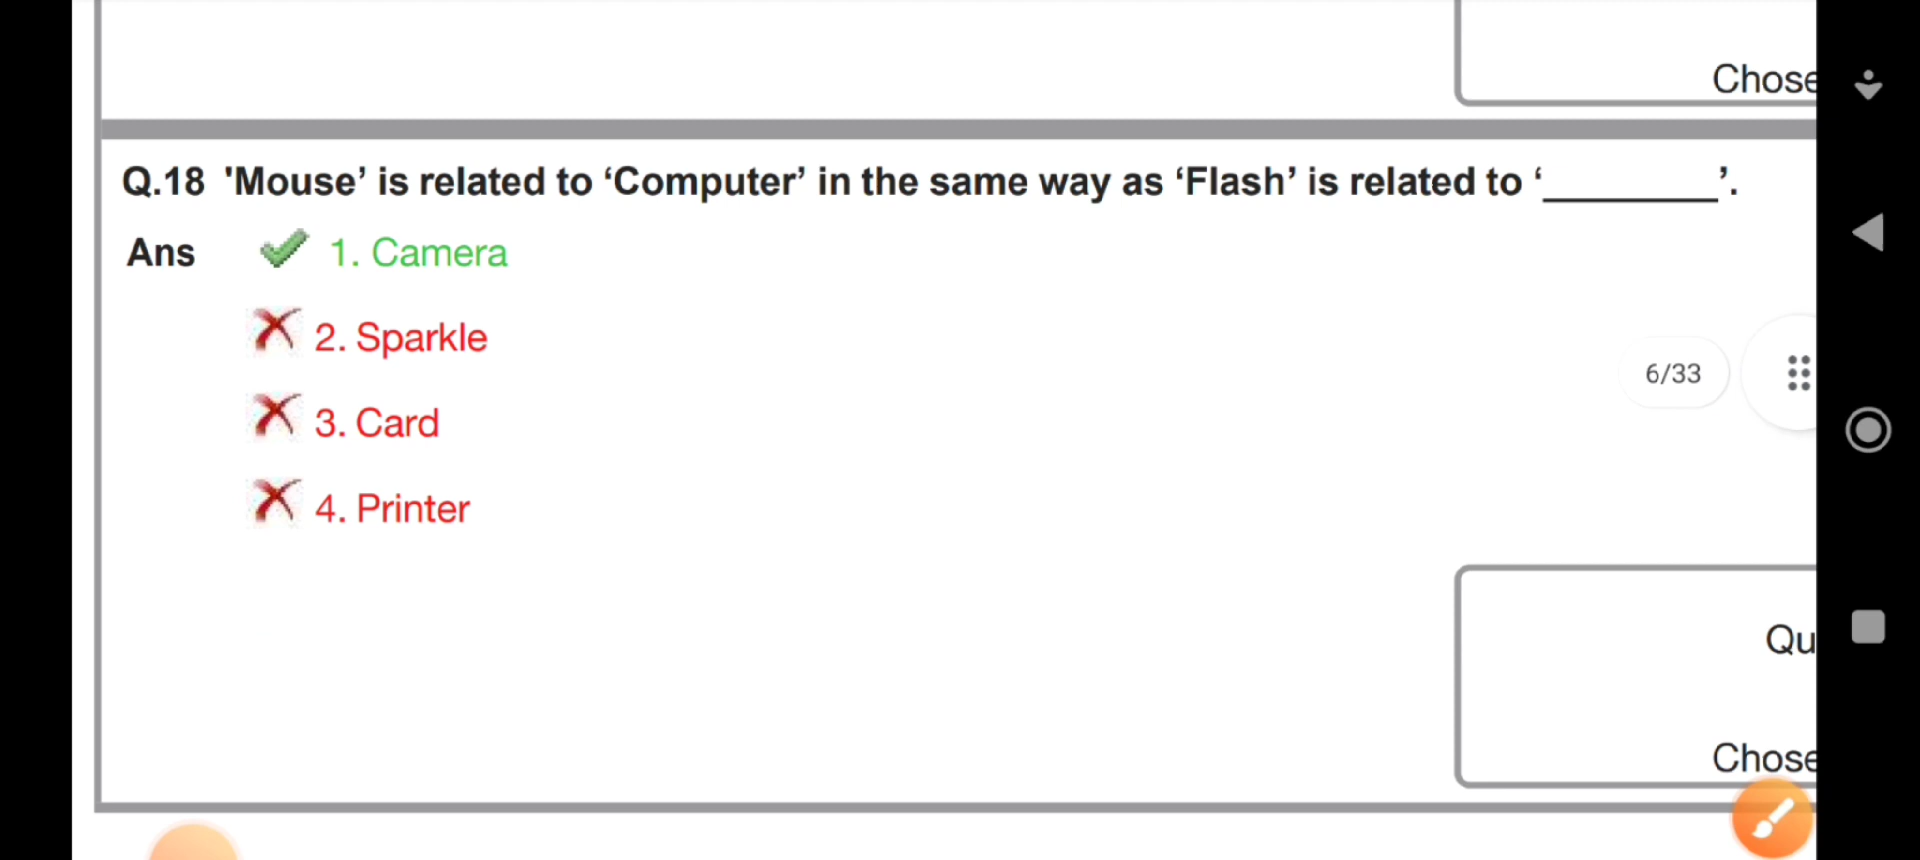 Chose
Q.18 'Mouse’ is related to ‘Computer’ in the same way as ‘Flash’ is related to ‘________’.
Ans 1. Camera
2. Sparkle
6/33
3. Card
4. Printer
Qu
Chose